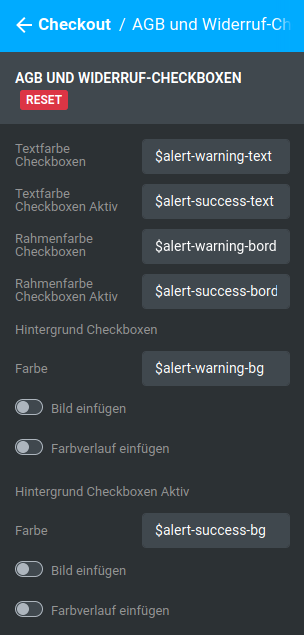 Checkout / AGB und Widerruf-Ch
AGB UND WIDERRUF-CHECKBOXEN
RESET
Textfarbe
Checkboxen
$alert-warning-text
Textfarbe
Checkboxen Aktiv
$alert-success-text
Rahmenfarbe
Checkboxen
$alert-warning-bord
Rahmenfarbe
Checkboxen Aktiv
$alert-success-bord
Hintergrund Checkboxen
Farbe
$alert-warning-bg
Bild einfügen
Farbverlauf einfügen
Hintergrund Checkboxen Aktiv
Farbe
$alert-success-bg
Bild einfügen
Farbverlauf einfügen